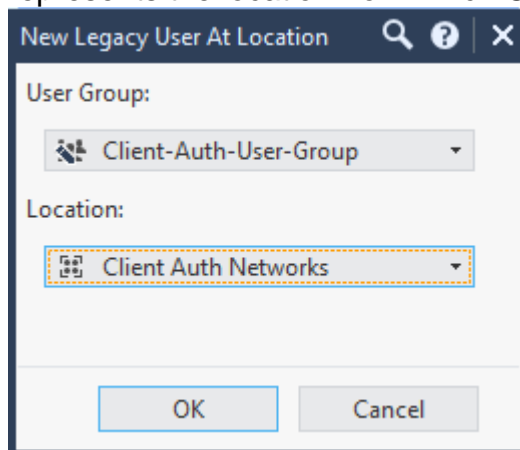 New Legacy User At Location
User Group:
Client-Auth-User-Group
Location:
Client Auth Networks
OK
Cancel